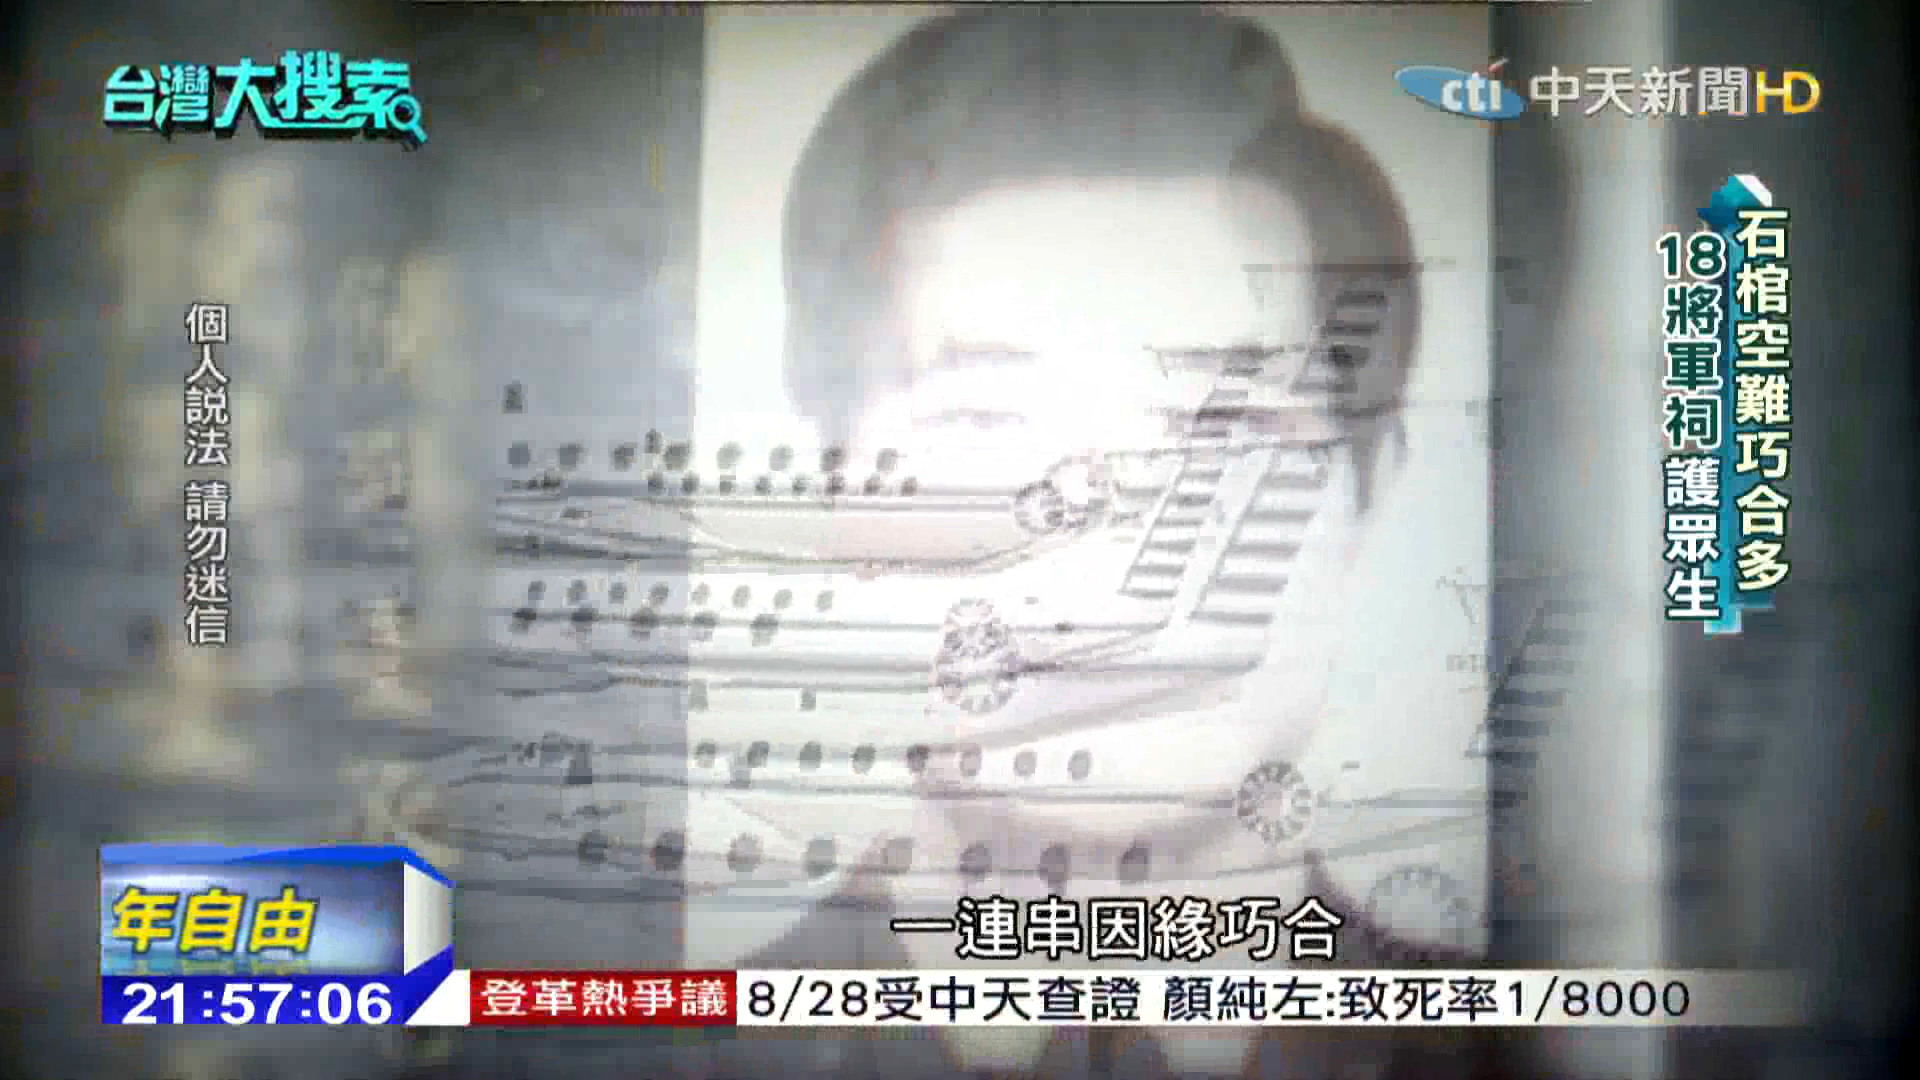 台灣大搜索
cti 中天新聞HD
石棺空難巧合多
18將軍祠護眾生
個人説法 請勿迷信
一連串因緣巧合
年自由
21:57:06
登革熱爭議
8/28受中天查證 顏純左:致死率1/8000